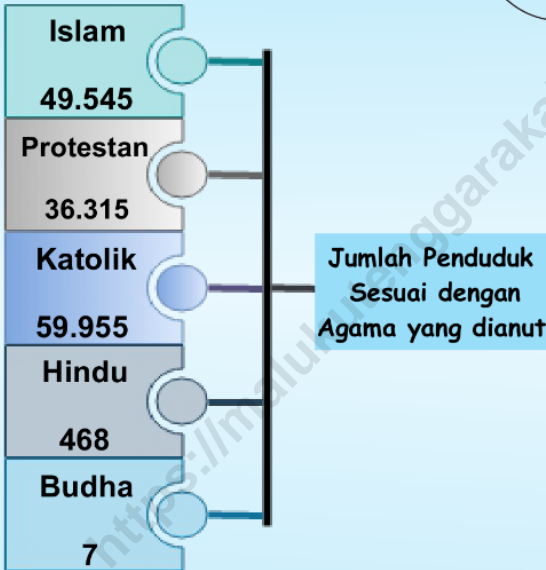 Islam
49.545
Protestan
36.315
Katolik
59.955
Hindu
468
Budha
7
Jumlah Penduduk
Sesuai dengan
Agama yang dianut